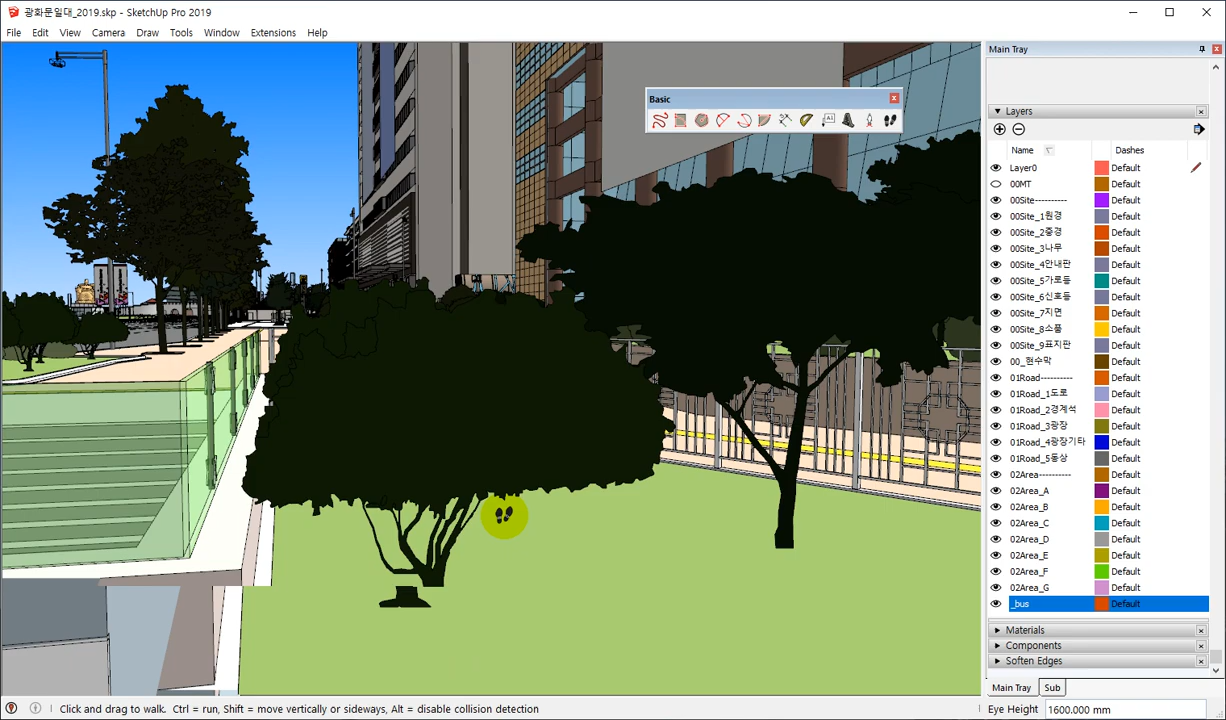 광화문일대_2019.skp - SketchUp Pro 2019
File Edit View Camera Draw Tools Window Extensions Help
Main Tray
Basic
A1
Layers
Name Dashes
Layer0 Default
00MT Default
00Site---------- Default
00Site_1원경 Default
00Site_2중경 Default
00Site_3나무 Default
00Site_4안내판 Default
00Site_5가로등 Default
00Site_6신호등 Default
00Site_7지면 Default
00Site_8소품 Default
00Site_9표지판 Default
00_현수막 Default
01Road---------- Default
01Road_1도로 Default
01Road_2경계석 Default
01Road_3광장 Default
01Road_4광장기타 Default
01Road_5동상 Default
02Area---------- Default
02Area_A Default
02Area_B Default
02Area_C Default
02Area_D Default
02Area_E Default
02Area_F Default
02Area_G Default
_bus Default
Materials
Components
Soften Edges
Main Tray Sub
Click and drag to walk. Ctrl = run, Shift = move vertically or sideways, Alt = disable collision detection
Eye Height 1600.000 mm